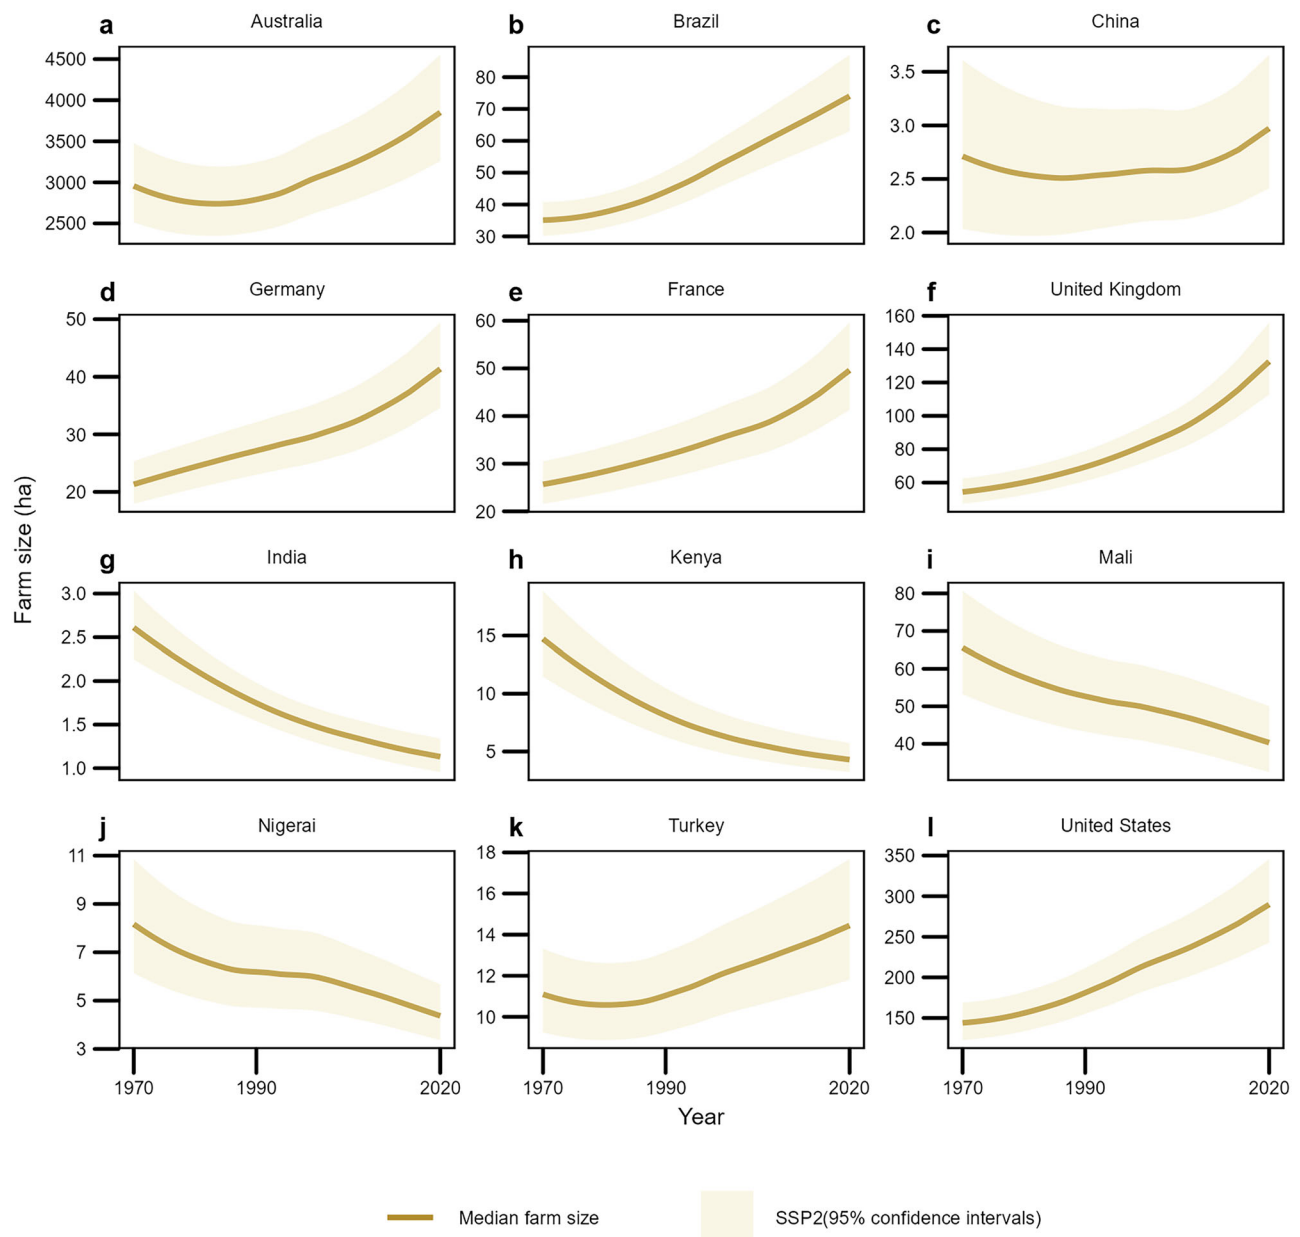 a Australia b Brazil c China
4500 80 3.5
4000 70 3.0
3500 60 2.5
3000 50 2.0
2500 40
30
d Germany e France f United Kingdom
50 60 160
40 50 140
30 40 120
20 30 100
20 80
60
Farm size (ha)
g India h Kenya i Mali
3.0 15 80
2.5 10 70
2.0 5 60
1.5 50
1.0 40
j Nigerai k Turkey l United States
11 18 350
9 16 300
7 14 250
5 12 200
3 10 150
1970 1990 2020 1970 1990 2020 1970 1990 2020
Year
Median farm size SSP2(95% confidence intervals)